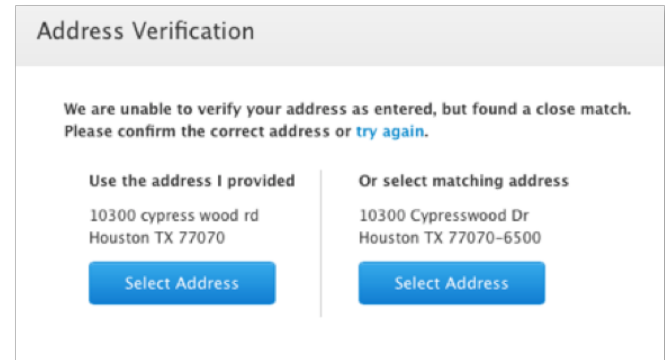 Address Verification
We are unable to verify your address as entered, but found a close match.
Please confirm the correct address or try again.
Use the address I provided
10300 cypress wood rd
Houston TX 77070
Select Address
Or select matching address
10300 Cypresswood Dr
Houston TX 77070-6500
Select Address